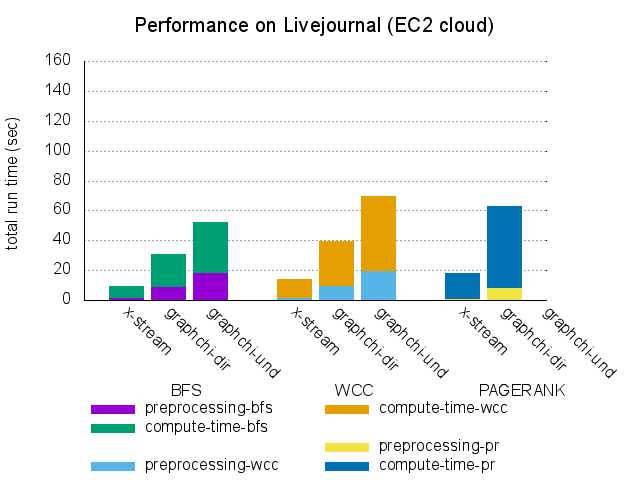 Performance on Livejournal (EC2 cloud)
total run time (sec)
160
140
120
100
80
60
40
20
0
x-stream
graphchi-dir
graphchi-und
x-stream
graphchi-dir
graphchi-und
x-stream
graphchi-dir
graphchi-und
BFS WCC PAGERANK
preprocessing-bfs compute-time-wcc
compute-time-bfs
preprocessing-pr
preprocessing-wcc compute-time-pr